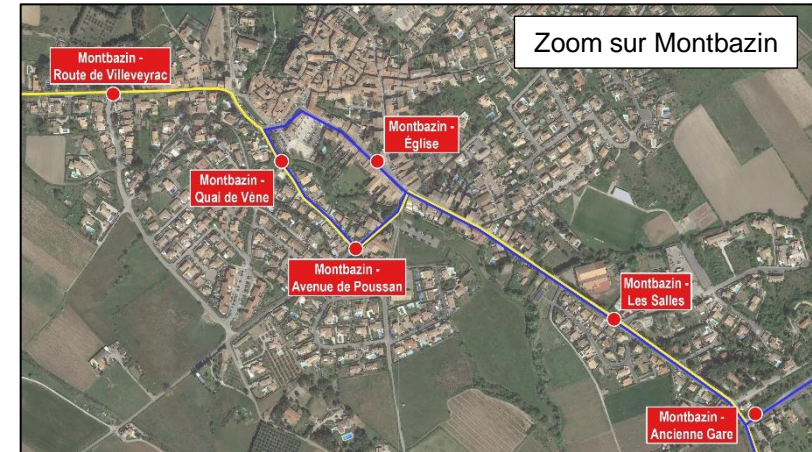 Zoom sur Montbazin
Montbazin -
Route de Villeveyrac
Montbazin -
Église
Montbazin -
Quai de Vène
Montbazin -
Avenue de Poussan
Montbazin -
Les Salles
Montbazin -
Ancienne Gare